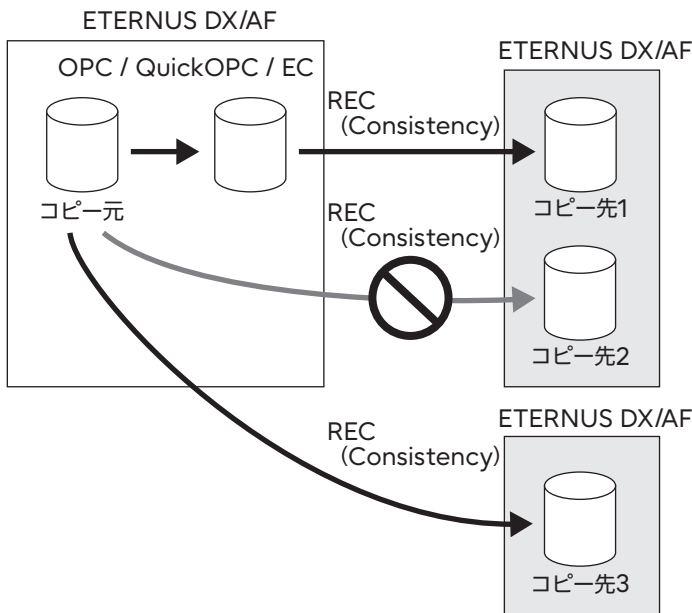 ETERNUS DX/AF
OPC / QuickOPC / EC
コピー元
ETERNUS DX/AF
REC
(Consistency)
コピー先1
REC
(Consistency)
コピー先2
ETERNUS DX/AF
REC
(Consistency)
コピー先3